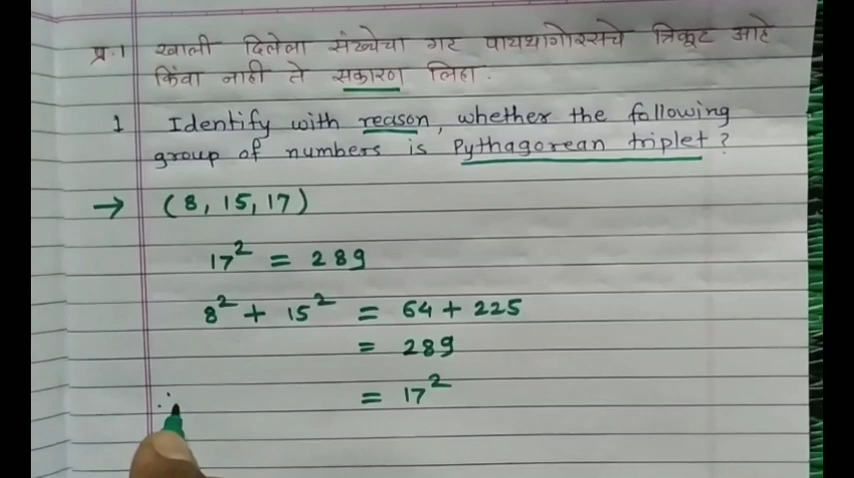 प्र.1 खाली दिलेला संख्येचा गट पायथागोरसचे त्रिकूट आहे
किंवा नाही ते सकारण लिहा.
1 Identify with reason, whether the following
group of numbers is Pythagorean triplet?
→ (8, 15, 17)
17² = 289
8² + 15² = 64 + 225
= 289
= 17²